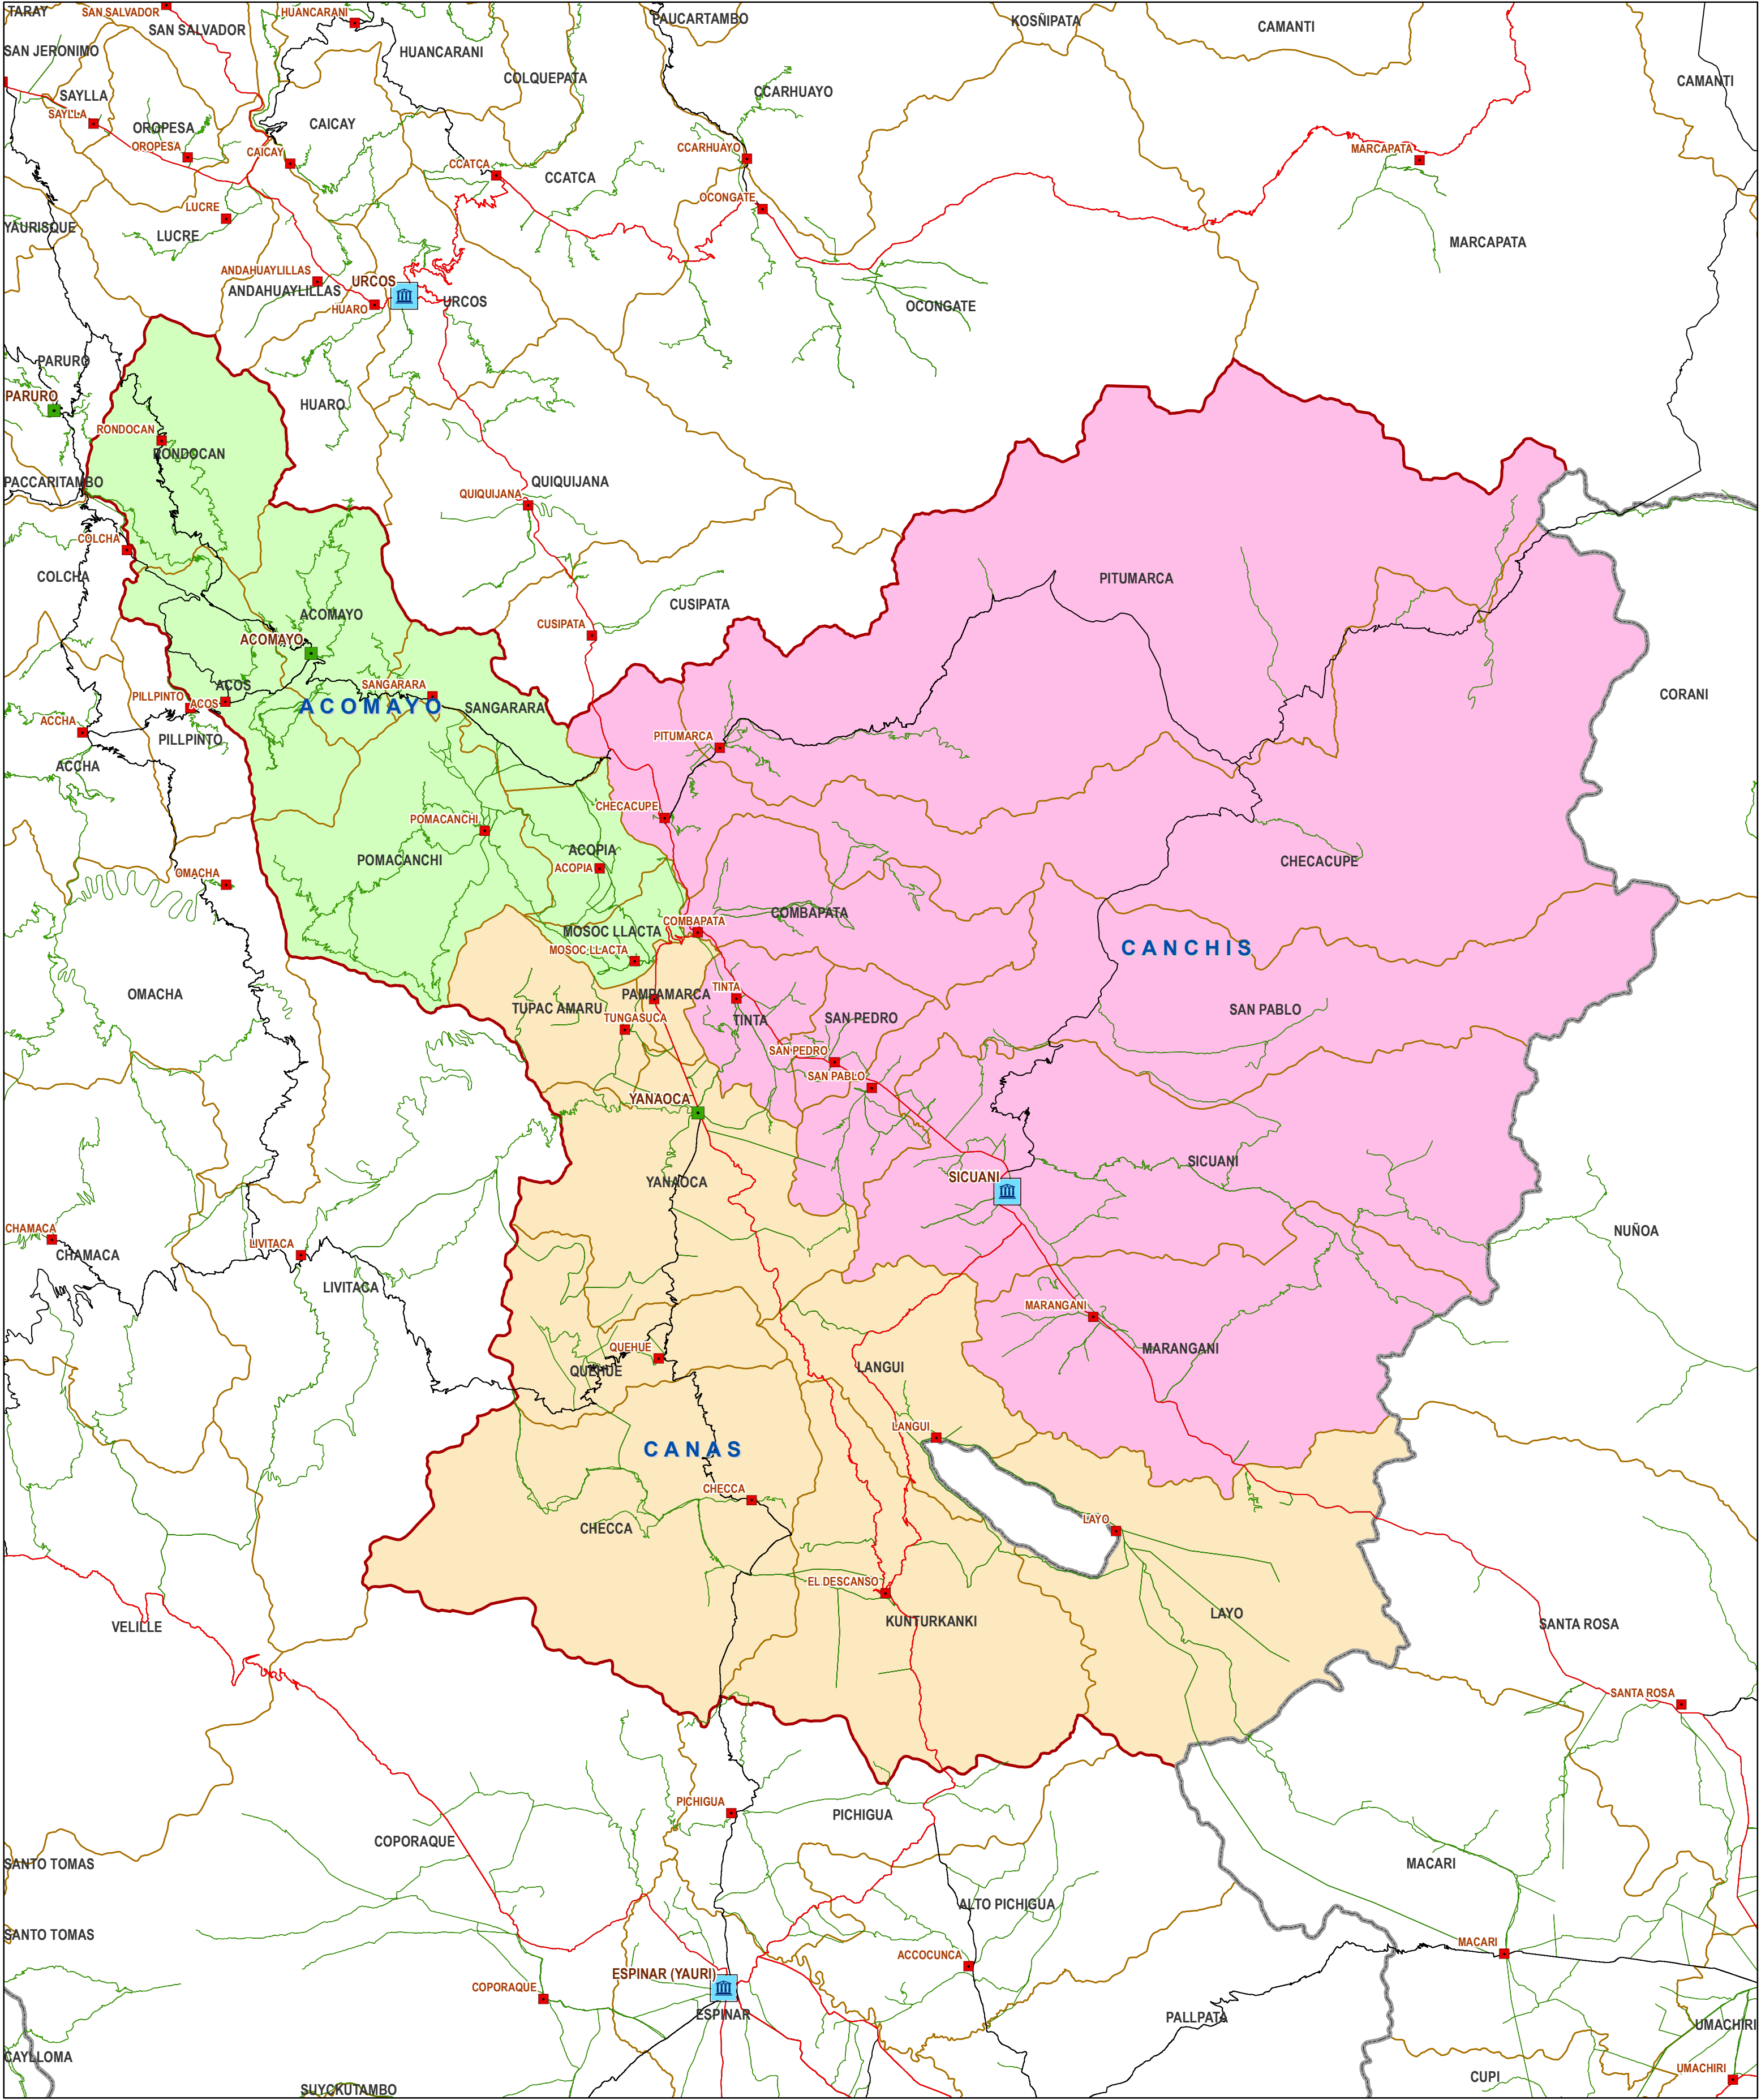 TARAY
SAN SALVADOR
SAN SALVADOR
HUANCARANI
HUANCARANI
PAUCARTAMBO
KOSÑIPATA
CAMANTI
CAMANTI
SAN JERONIMO
COLQUEPATA
CCARHUAYO
SAYLLA
SAYLLA
OROPESA
OROPESA
CAICAY
CAICAY
CCATCA
CCATCA
CCARHUAYO
MARCAPATA
OCONGATE
LUCRE
LUCRE
YAURISQUE
MARCAPATA
ANDAHUAYLILLAS
ANDAHUAYLILLAS
URCOS
URCOS
HUARO
OCONGATE
PARURO
PARURO
HUARO
RONDOCAN
RONDOCAN
PACCARITAMBO
QUIQUIJANA
QUIQUIJANA
COLCHA
COLCHA
PITUMARCA
CUSIPATA
CUSIPATA
ACOMAYO
ACOMAYO
ACOS
SANGARARA
PILLPINTO
ACOS
ACOMAYO
SANGARARA
CORANI
ACCHA
PILLPINTO
PITUMARCA
ACCHA
CHECACUPE
POMACANCHI
POMACANCHI
ACOPIA
ACOPIA
CHECACUPE
OMACHA
COMBAPATA
COMBAPATA
MOSOC LLACTA
MOSOC LLACTA
CANCHIS
OMACHA
PAMPAMARCA
TINTA
TUPAC AMARU
TUNGASUCA
TINTA
SAN PEDRO
SAN PABLO
SAN PEDRO
SAN PABLO
YANAOCA
YANAOCA
SICUANI
SICUANI
CHAMACA
CHAMACA
LIVITACA
LIVITACA
NUÑOA
MARANGANI
MARANGANI
QUEHUE
QUEHUE
LANGUI
LANGUI
CANAS
CHECCA
CHECCA
LAYO
EL DESCANSO
KUNTURKANKI
LAYO
VELILLE
SANTA ROSA
SANTA ROSA
PICHIGUA
PICHIGUA
COPORAQUE
SANTO TOMAS
MACARI
ALTO PICHIGUA
SANTO TOMAS
ACCOCUNCA
MACARI
ESPINAR (YAURI)
COPORAQUE
ESPINAR
PALLPATA
UMACHIRI
CAYLLOMA
UMACHIRI
CUPI
SUYCKUTAMBO